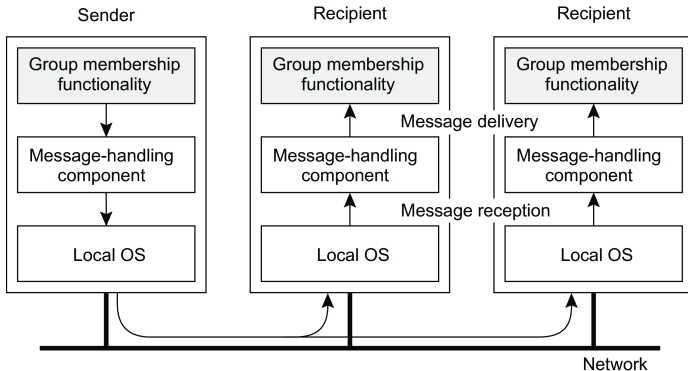 Sender
Recipient
Recipient
Group membership
functionality
Group membership
functionality
Group membership
functionality
Message delivery
Message-handling
component
Message-handling
component
Message-handling
component
Message reception
Local OS
Local OS
Local OS
Network